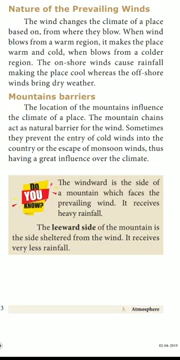 Nature of the Prevailing Winds
The wind changes the climate of a place
based on, from where they blow. When wind
blows from a warm region, it makes the place
warm and cold, when blows from a colder
region. The on-shore winds cause rainfall
making the place cool whereas the off-shore
winds bring dry weather.
Mountains barriers
The location of the mountains influence
the climate of a place. The mountain chains
act as natural barrier for the wind. Sometimes
they prevent the entry of cold winds into the
country or the escape of monsoon winds, thus
having a great influence over the climate.
DO
YOU
KNOW?
The windward is the side of
a mountain which faces the
prevailing wind. It receives
heavy rainfall.
The leeward side of the mountain is
the side sheltered from the wind. It receives
very less rainfall.
3
3. Atmosphere